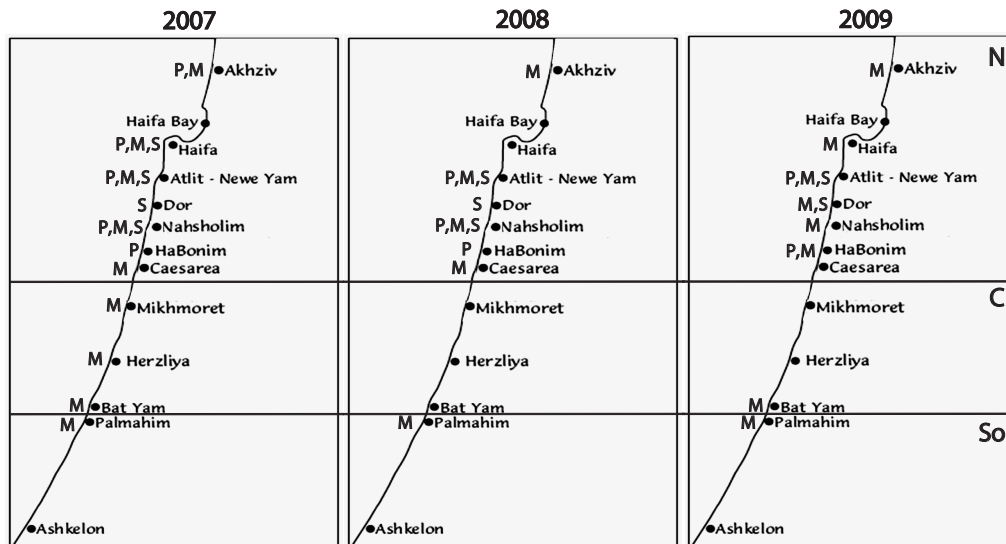 2007
P,M Akhziv
Haifa Bay
P,M,S Haifa
P,M,S Atlit - Newe Yam
S Dor
P,M,S Nahsholim
P HaBonim
M Caesarea
M Mikhmoret
M Herzliya
M Bat Yam
M Palmahim
Ashkelon
2008
M Akhziv
Haifa Bay
Haifa
P,M,S Atlit - Newe Yam
S Dor
P,M,S Nahsholim
P HaBonim
M Caesarea
Mikhmoret
Herzliya
Bat Yam
M Palmahim
Ashkelon
2009
N
M Akhziv
Haifa Bay
M Haifa
P,M,S Atlit - Newe Yam
M,S Dor
M Nahsholim
P,M HaBonim
Caesarea
C
Mikhmoret
Herzliya
M Bat Yam
M Palmahim
So
Ashkelon